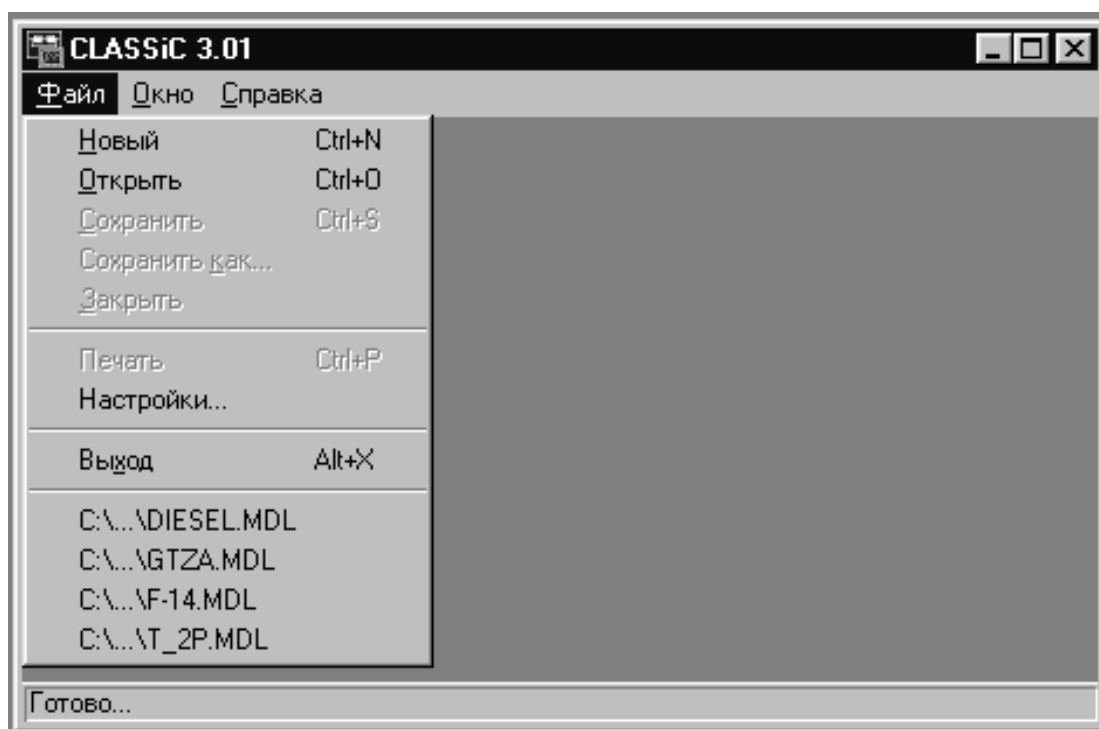 CLASSiC 3.01
Файл Окно Справка
Новый Ctrl+N
Открыть Ctrl+O
Сохранить Ctrl+S
Сохранить как...
Закрыть
Печать Ctrl+P
Настройки...
Выход Alt+X
C:\...\DIESEL.MDL
C:\...\GTZA.MDL
C:\...\F-14.MDL
C:\...\T_2P.MDL
Готово...